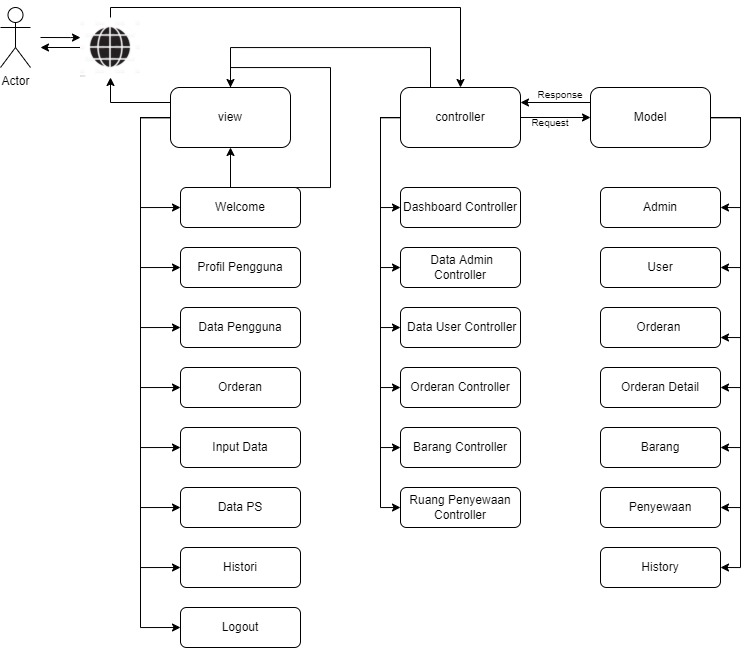 Actor
view
controller
Response
Request
Model
Welcome
Dashboard Controller
Admin
Profil Pengguna
Data Admin
Controller
User
Data Pengguna
Data User Controller
Orderan
Orderan
Orderan Controller
Orderan Detail
Input Data
Barang Controller
Barang
Data PS
Ruang Penyewaan
Controller
Penyewaan
Histori
History
Logout